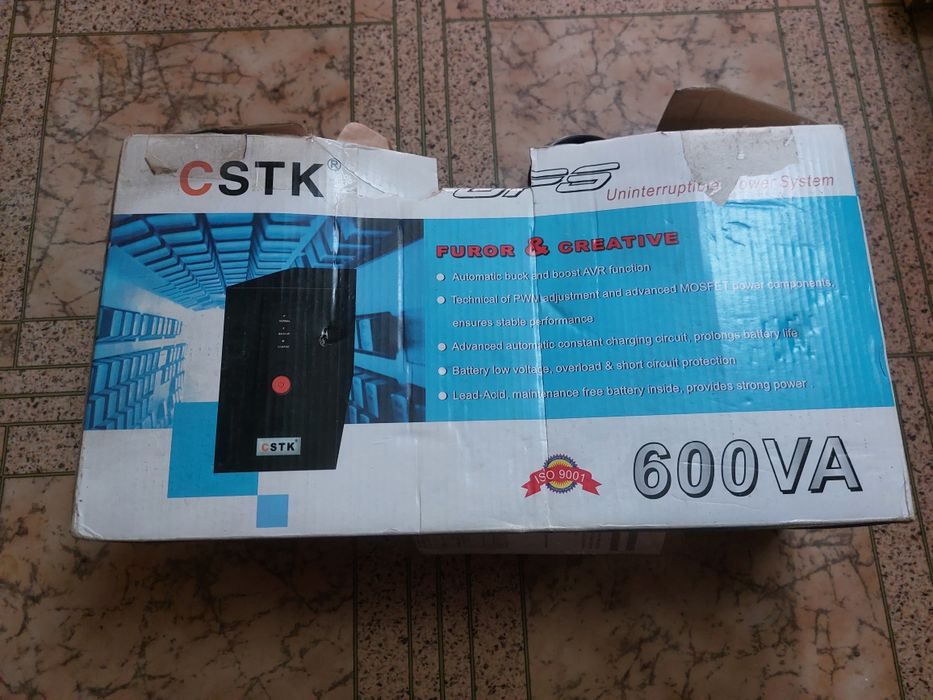 CSTK®
UPS
Uninterruptible Power System
FUROR & CREATIVE
Automatic buck and boost AVR function
Technical of PWM adjustment and advanced MOSFET power components,
ensures stable performance
Advanced automatic constant charging circuit, prolongs battery life
Battery low voltage, overload & short circuit protection
Lead-Acid, maintenance free battery inside, provides strong power.
CSTK®
ISO 9001
600VA